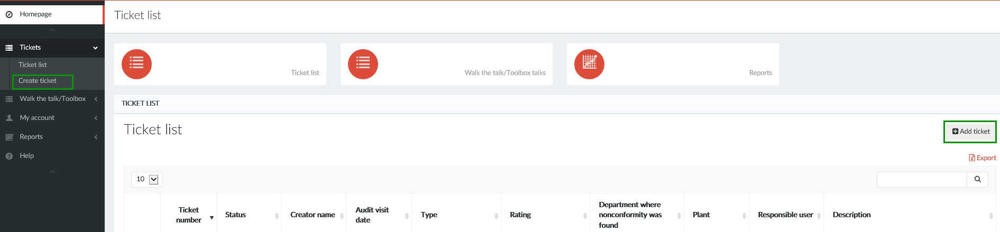 Homepage
Ticket list
Tickets
Ticket list
Create ticket
Walk the talk/Toolbox
My account
Reports
Help
Ticket list
Walk the talk/Toolbox talks
Reports
TICKET LIST
Ticket list
Add ticket
Export
10
Ticket
number
Status
Creator name
Audit visit
date
Type
Rating
Department where
nonconformity was
found
Plant
Responsible user
Description